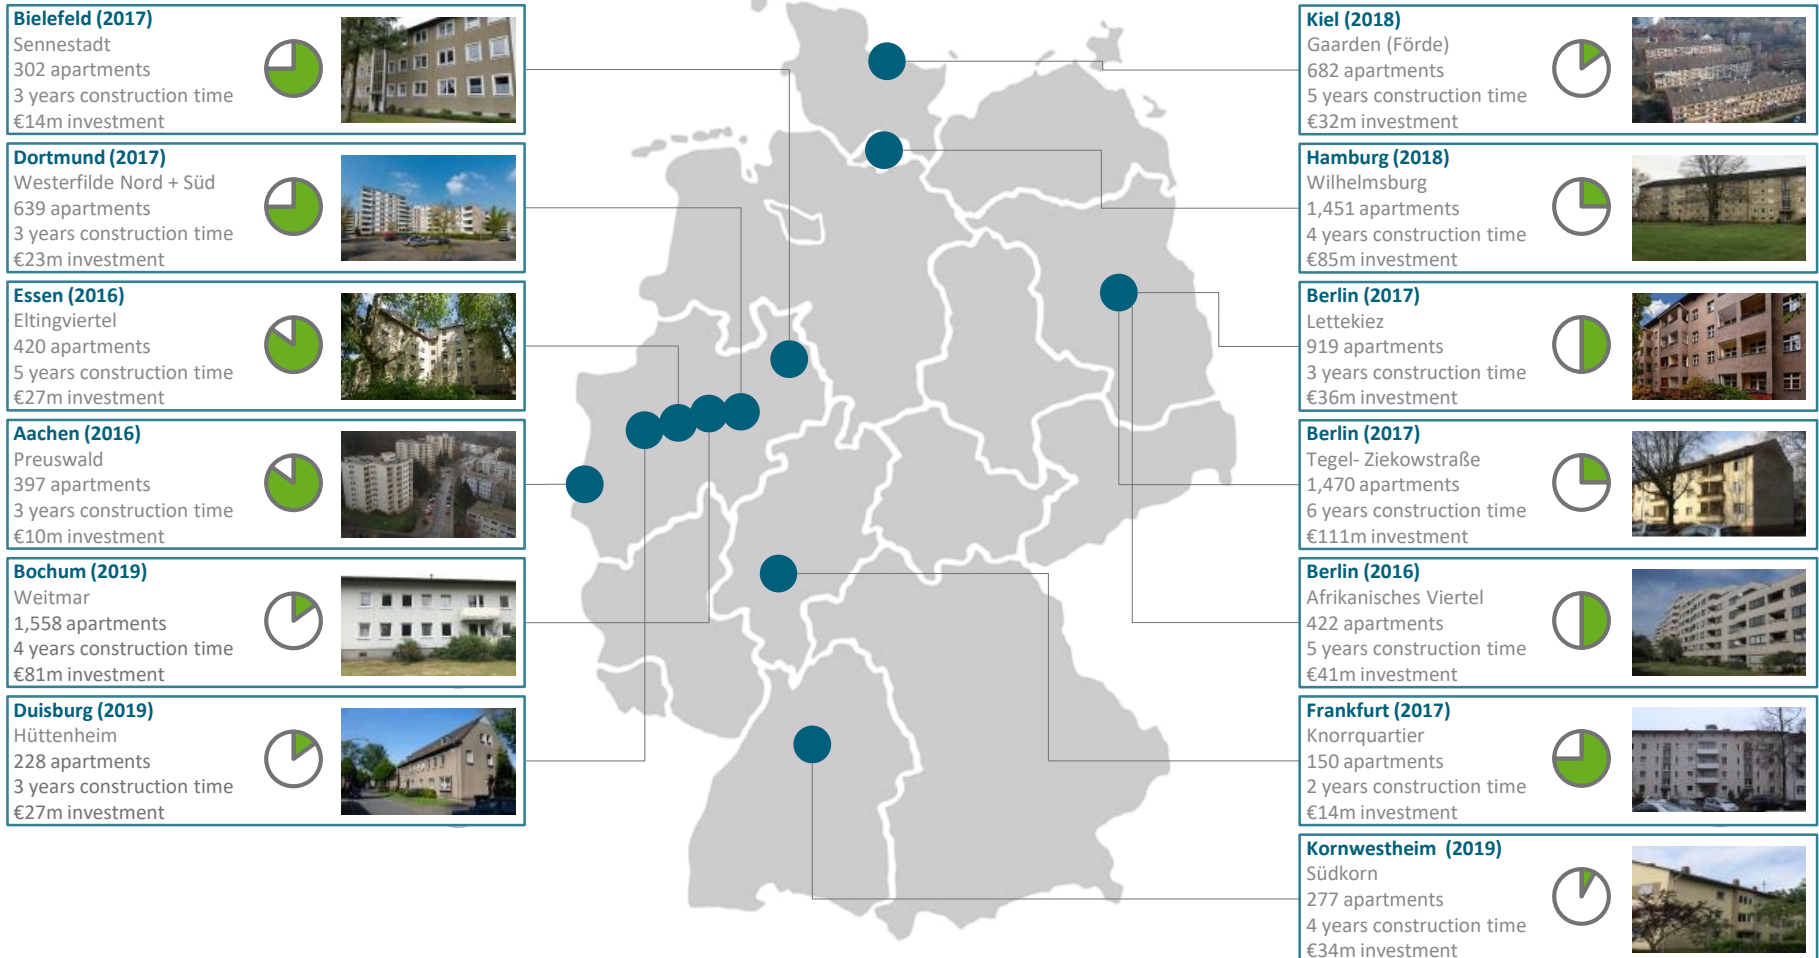 Bielefeld (2017)
Sennestadt
302 apartments
3 years construction time
€14m investment
Dortmund (2017)
Westerfilde Nord + Süd
639 apartments
3 years construction time
€23m investment
Essen (2016)
Eltingviertel
420 apartments
5 years construction time
€27m investment
Aachen (2016)
Preuswald
397 apartments
3 years construction time
€10m investment
Bochum (2019)
Weitmar
1,558 apartments
4 years construction time
€81m investment
Duisburg (2019)
Hüttenheim
228 apartments
3 years construction time
€27m investment
Kiel (2018)
Gaarden (Förde)
682 apartments
5 years construction time
€32m investment
Hamburg (2018)
Wilhelmsburg
1,451 apartments
4 years construction time
€85m investment
Berlin (2017)
Lettekiez
919 apartments
3 years construction time
€36m investment
Berlin (2017)
Tegel- Ziekowstraße
1,470 apartments
6 years construction time
€111m investment
Berlin (2016)
Afrikanisches Viertel
422 apartments
5 years construction time
€41m investment
Frankfurt (2017)
Knorrquartier
150 apartments
2 years construction time
€14m investment
Kornwestheim (2019)
Südkorn
277 apartments
4 years construction time
€34m investment